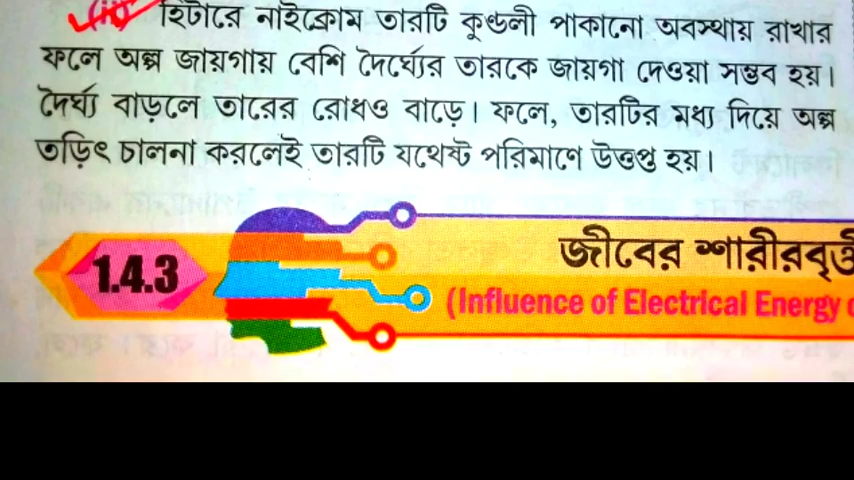 (ii) হিটারে নাইক্রোম তারটি কুণ্ডলী পাকানো অবস্থায় রাখার
ফলে অল্প জায়গায় বেশি দৈর্ঘ্যের তারকে জায়গা দেওয়া সম্ভব হয়।
দৈর্ঘ্য বাড়লে তারের রোধও বাড়ে। ফলে, তারটির মধ্য দিয়ে অল্প
তড়িৎ চালনা করলেই তারটি যথেষ্ট পরিমাণে উত্তপ্ত হয়।
1.4.3
জীবের
(Influence of Electrical Energy